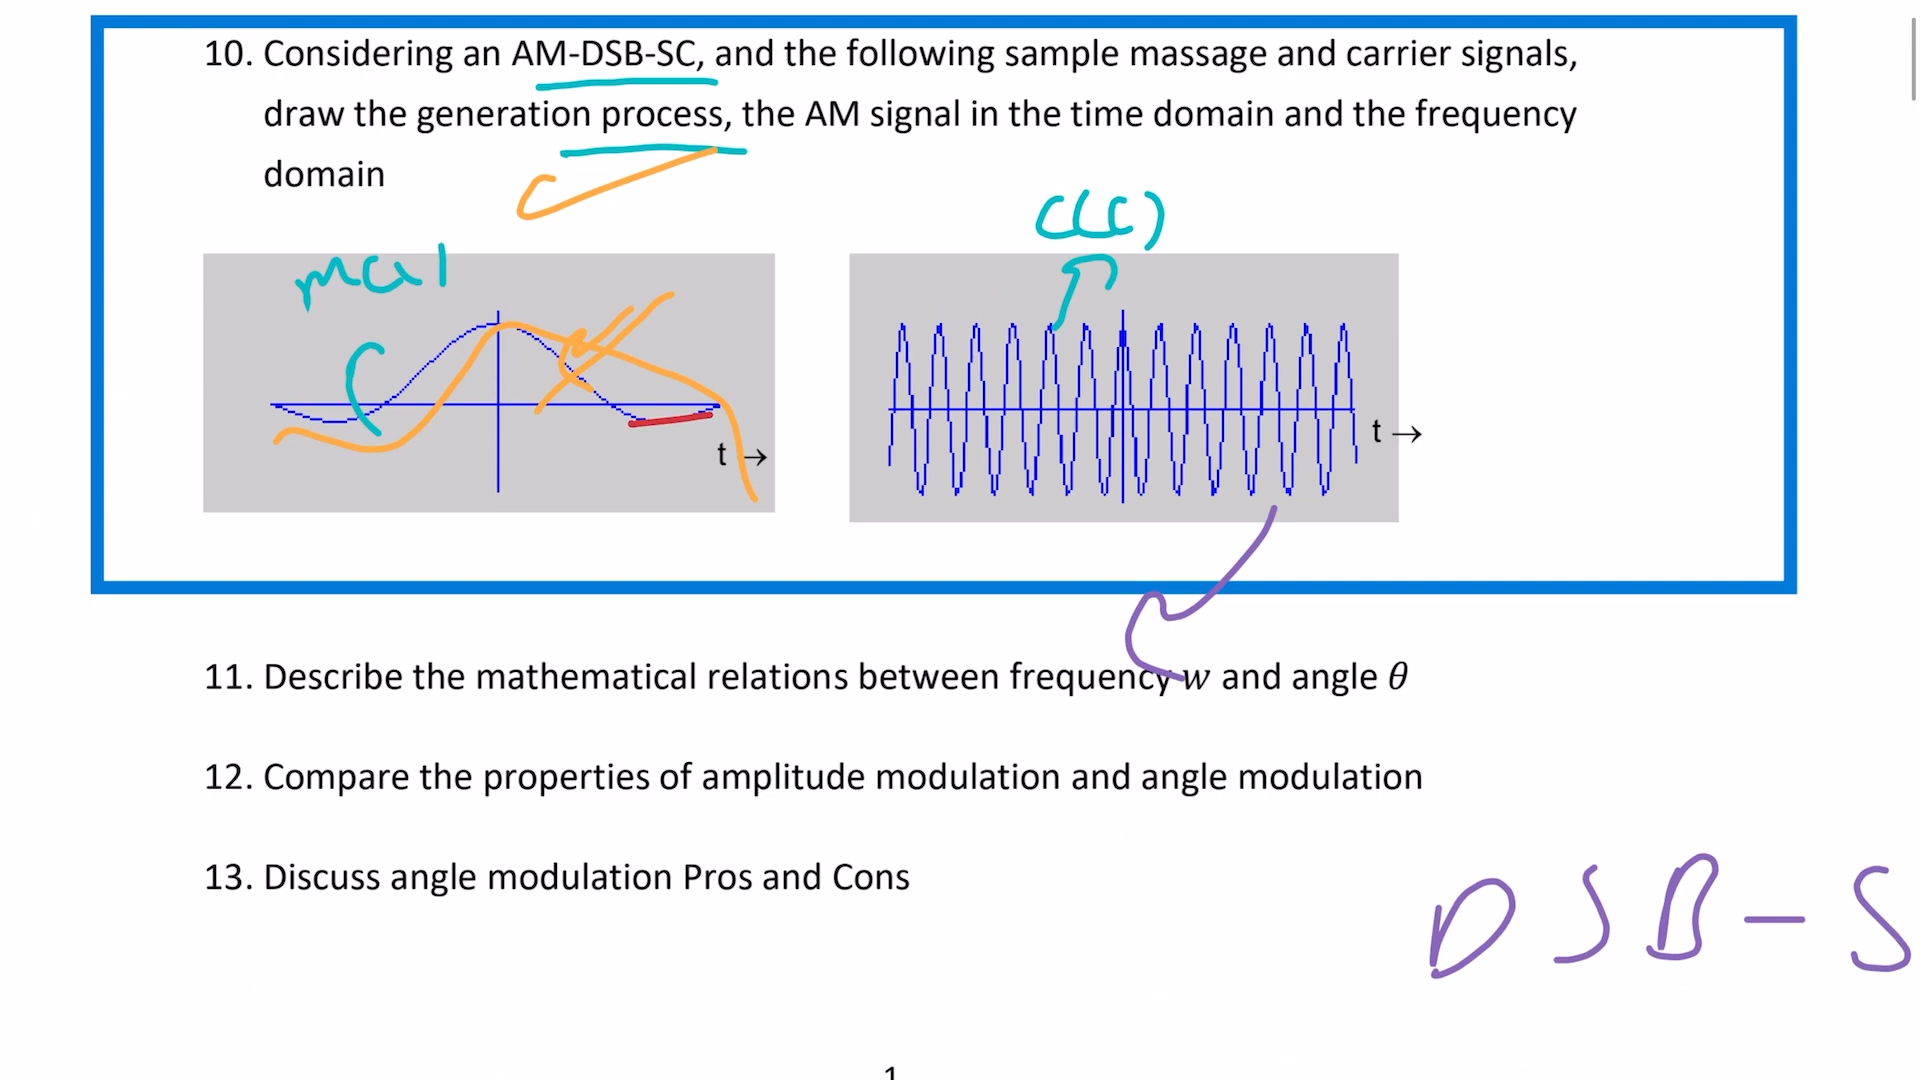 10. Considering an AM-DSB-SC, and the following sample massage and carrier signals,
draw the generation process, the AM signal in the time domain and the frequency
domain
t →
t →
11. Describe the mathematical relations between frequency w and angle θ
12. Compare the properties of amplitude modulation and angle modulation
13. Discuss angle modulation Pros and Cons
DSB-S
1